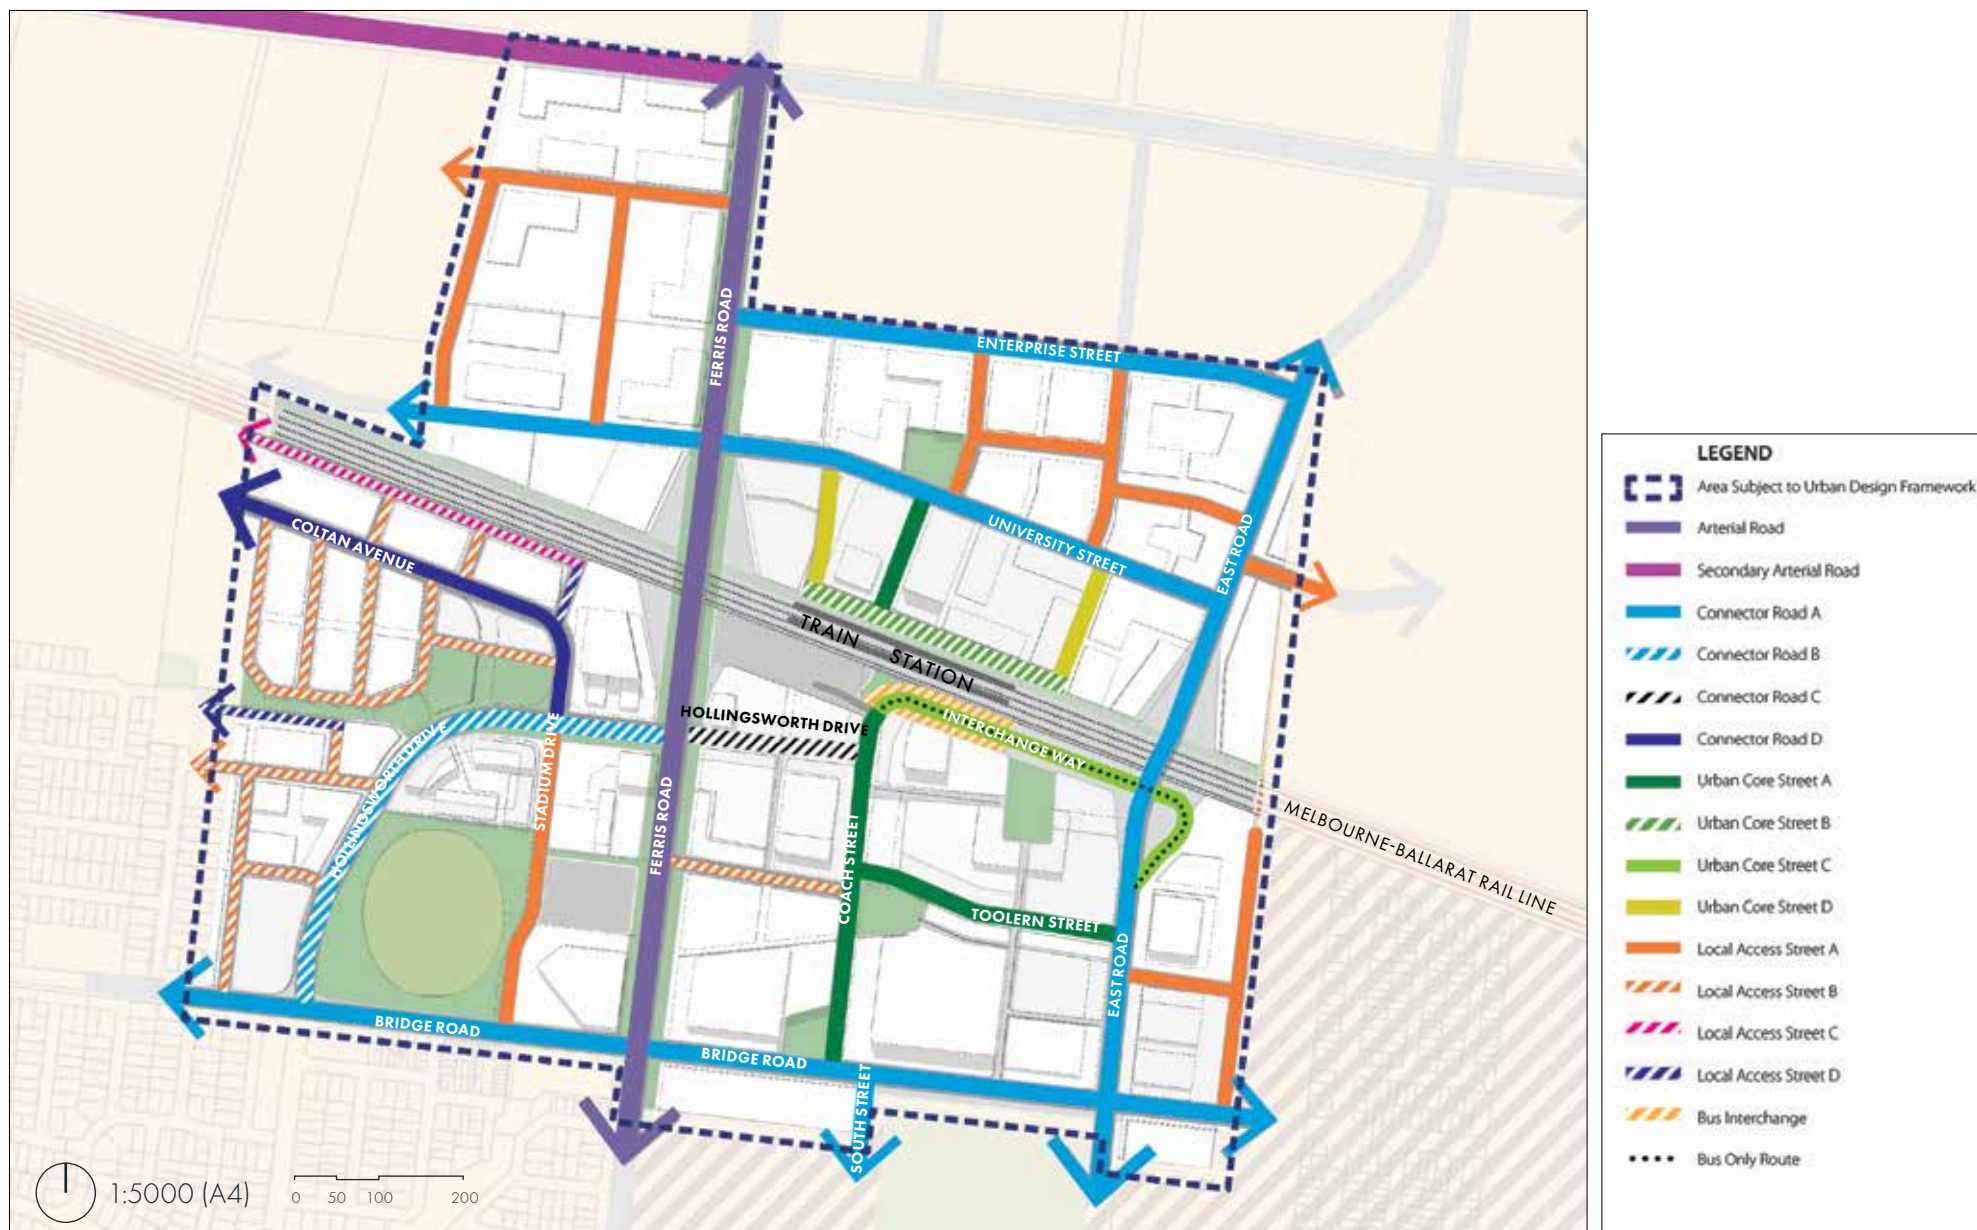 FERRIS ROAD
ENTERPRISE STREET
COLTAN AVENUE
UNIVERSITY STREET
EAST ROAD
TRAIN STATION
HOLLINGSWORTH DRIVE
INTERCHANGE WAY
HOLLINGSWORTH DRIVE
STADIUM DRIVE
FERRIS ROAD
COACH STREET
MELBOURNE-BALLARAT RAIL LINE
TOOLERN STREET
EAST ROAD
BRIDGE ROAD
BRIDGE ROAD
SOUTH STREET
1:5000 (A4)
0 50 100 200
LEGEND
Area Subject to Urban Design Framework
Arterial Road
Secondary Arterial Road
Connector Road A
Connector Road B
Connector Road C
Connector Road D
Urban Core Street A
Urban Core Street B
Urban Core Street C
Urban Core Street D
Local Access Street A
Local Access Street B
Local Access Street C
Local Access Street D
Bus Interchange
Bus Only Route